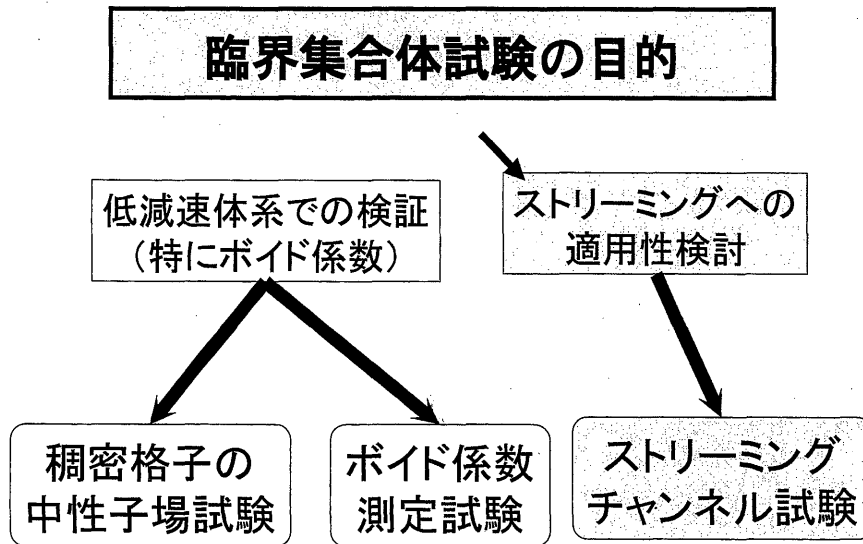 臨界集合体試験の目的
低減速体系での検証
（特にボイド係数）
ストリーミングへの
適用性検討
稠密格子の
中性子場試験
ボイド係数
測定試験
ストリーミング
チャンネル試験